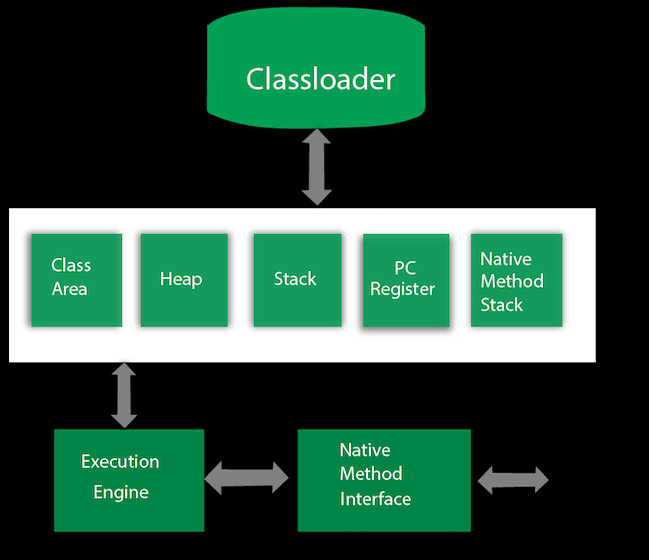 Classloader
Class
Area
Heap
Stack
PC
Register
Native
Method
Stack
Execution
Engine
Native
Method
Interface